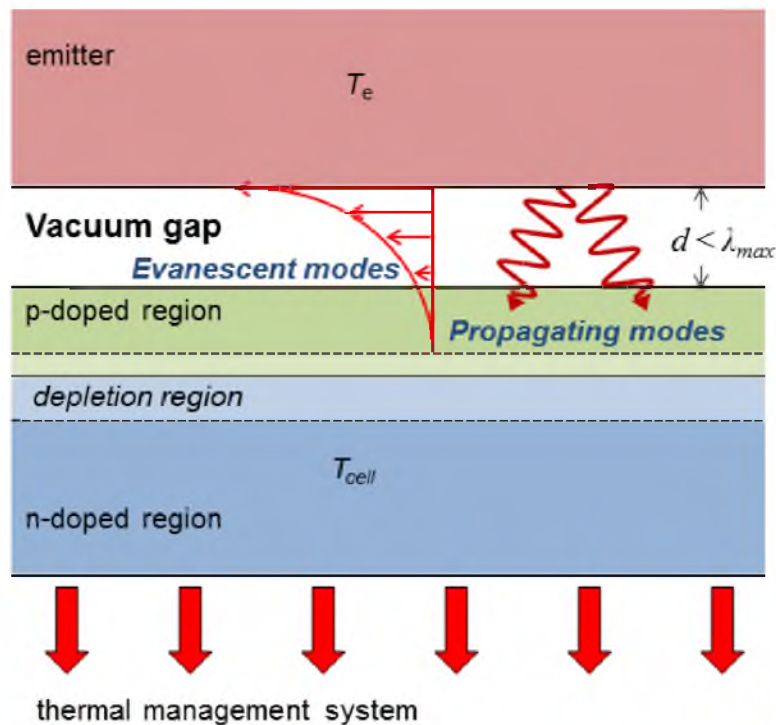 emitter
Te
Vacuum gap
d < λmax
Evanescent modes
p-doped region
Propagating modes
depletion region
Tcell
n-doped region
thermal management system